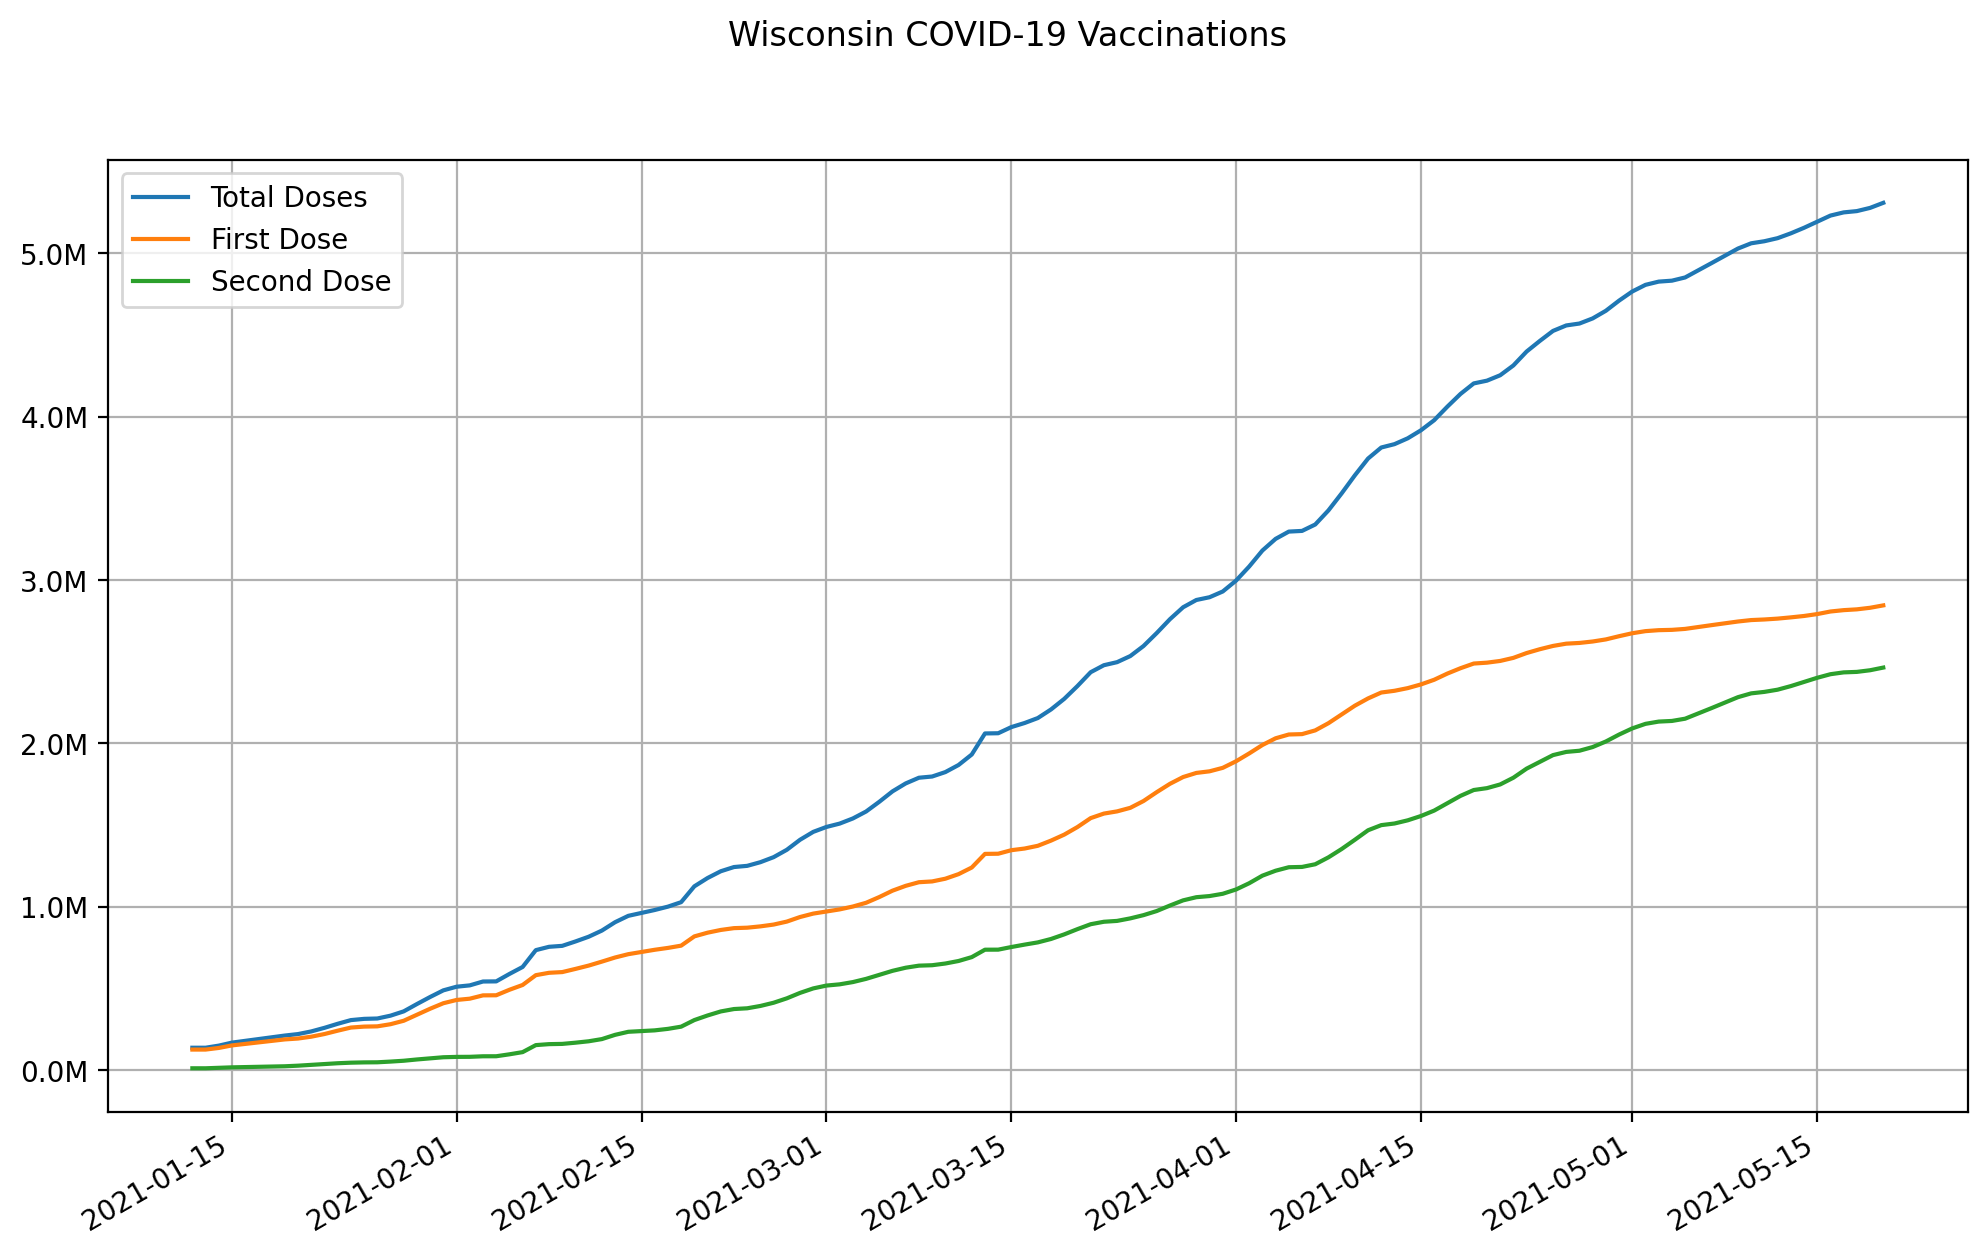 Wisconsin COVID-19 Vaccinations
Total Doses
First Dose
Second Dose
5.0M
4.0M
3.0M
2.0M
1.0M
0.0M
2021-01-15
2021-02-01
2021-02-15
2021-03-01
2021-03-15
2021-04-01
2021-04-15
2021-05-01
2021-05-15